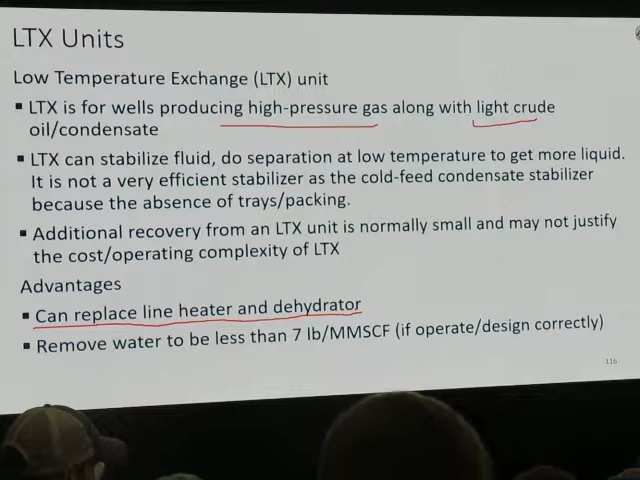 LTX Units
Low Temperature Exchange (LTX) unit
▪ LTX is for wells producing high-pressure gas along with light crude
oil/condensate
▪ LTX can stabilize fluid, do separation at low temperature to get more liquid.
It is not a very efficient stabilizer as the cold-feed condensate stabilizer
because the absence of trays/packing.
▪ Additional recovery from an LTX unit is normally small and may not justify
the cost/operating complexity of LTX
Advantages
▪ Can replace line heater and dehydrator
▪ Remove water to be less than 7 lb/MMSCF (if operate/design correctly)
116